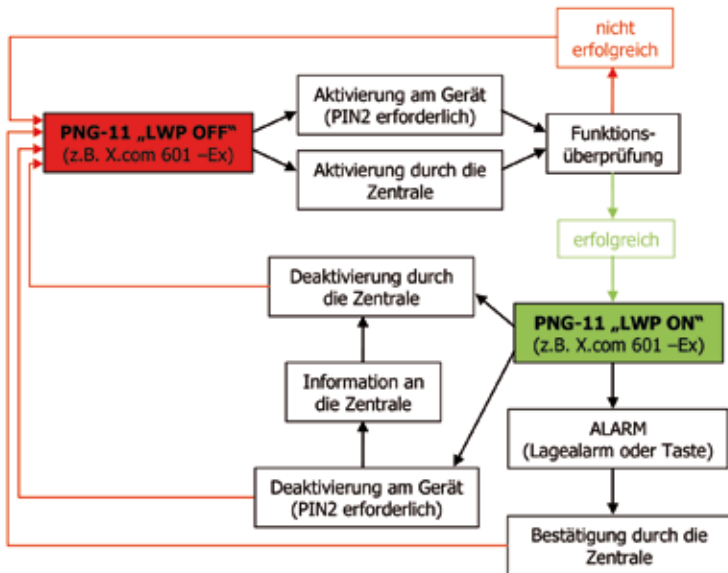 nicht
erfolgreich
Aktivierung am Gerät
(PIN2 erforderlich)
PNG-11 „LWP OFF“
(z.B. X.com 601 –Ex)
Funktions-
überprüfung
Aktivierung durch die
Zentrale
erfolgreich
Deaktivierung durch
die Zentrale
PNG-11 „LWP ON“
(z.B. X.com 601 –Ex)
Information an
die Zentrale
ALARM
(Lagealarm oder Taste)
Deaktivierung am Gerät
(PIN2 erforderlich)
Bestätigung durch die
Zentrale